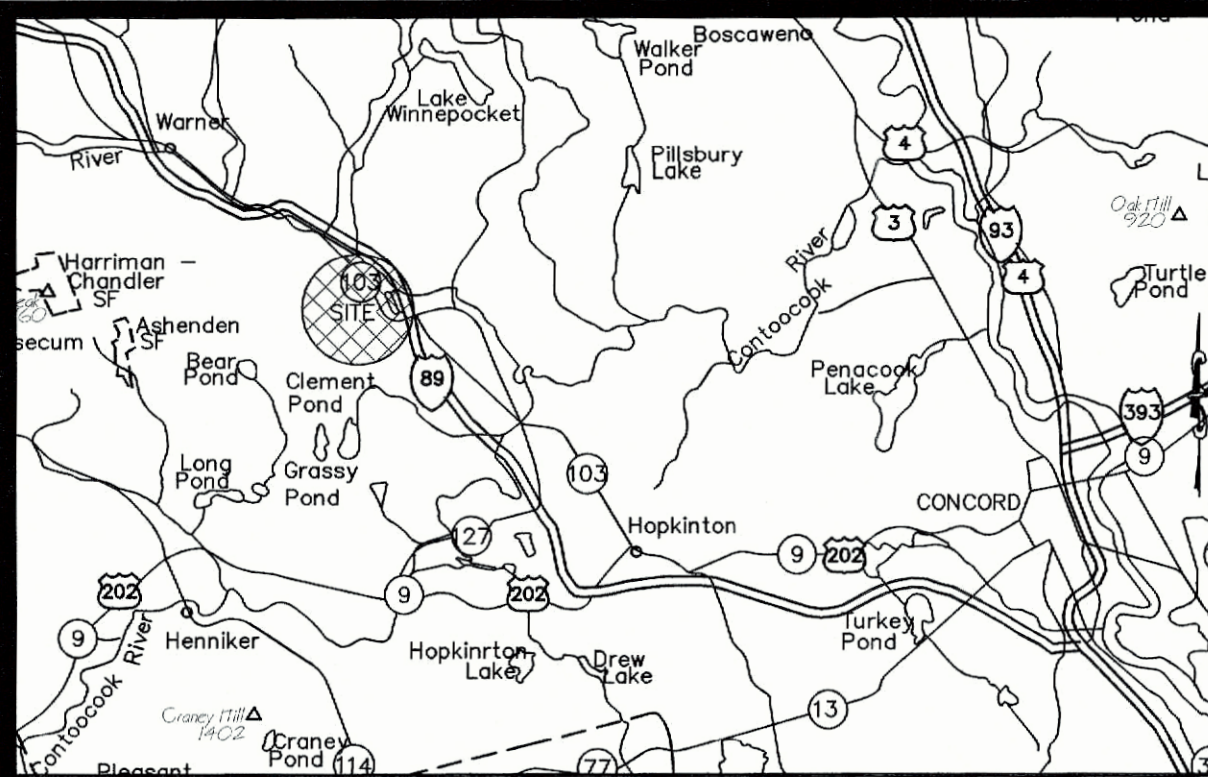 Boscaweno
Walker
Pond
Lake
Winnepocket
Warner
River
4
Pillsbury
Lake
Oak Hill
920
3
93
River
4
Harriman –
Chandler
SF
103
SITE
Turtle
Pond
Contoocook
Ashenden
SF
secum
Bear
Pond
Clement
Pond
89
Penacook
Lake
393
9
Long
Pond
Grassy
Pond
103
CONCORD
127
Hopkinton
9
202
202
9
202
9
River
Henniker
Turkey
Pond
Hopkinrton
Lake
Drew
Lake
Contoocook
Craney Hill
1402
13
Craney
Pond
114
77
3
Pleasant